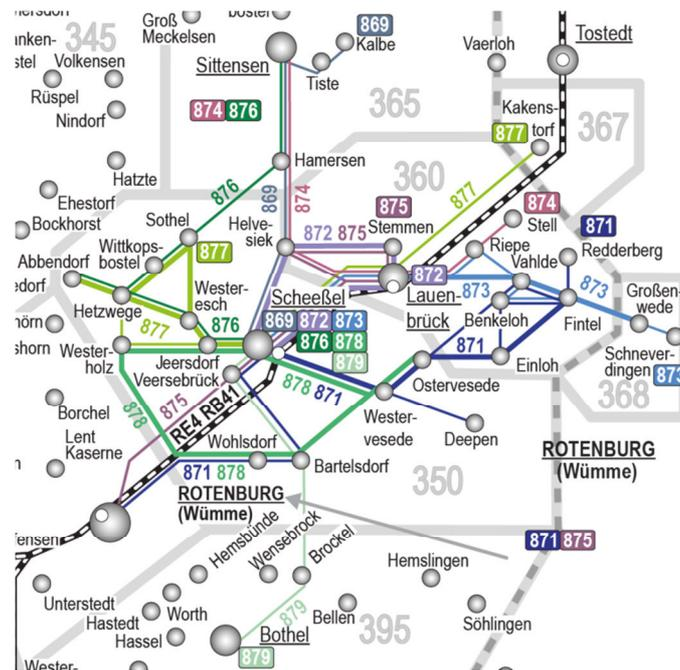 Groß
Meckelsen
345
stel
Volkensen
Rüspel
Nindorf
Hatzte
Ehestorf
Bockhorst
Sittensen
869
Kalbe
Tiste
874 876
365
Vaerloh
Tostedt
Kakens-
torf
877
367
Hamersen
360
876
869
874
877
Sothel
Helve-
siek
872 875
875
Stemmen
874
Stell
871
Redderberg
Abbendorf
Wittkops-
bostel
877
Riepe
Vahlde
872
873
873
Hetzwege
Wester-
esch
Scheeßel
869 872 873
876 878
879
Lauen-
brück
Benkeloh
Fintel
Großen-
wede
877
876
Wester-
holz
Jeersdorf
Veersebrück
871
Einloh
Schnever-
dingen
873
368
878 871
Ostervesede
878
875
RE4 RB41
Wester-
vesede
Deepen
Borchel
Lent
Kaserne
Wohlsdorf
Bartelsdorf
871 878
350
ROTENBURG
(Wümme)
ROTENBURG
(Wümme)
871 875
Hemsbünde
Wensebrock
Brockel
Hemslingen
Unterstedt
Hastedt
Worth
Hassel
879
Bellen
395
Söhlingen
Bothel
879
Wester-